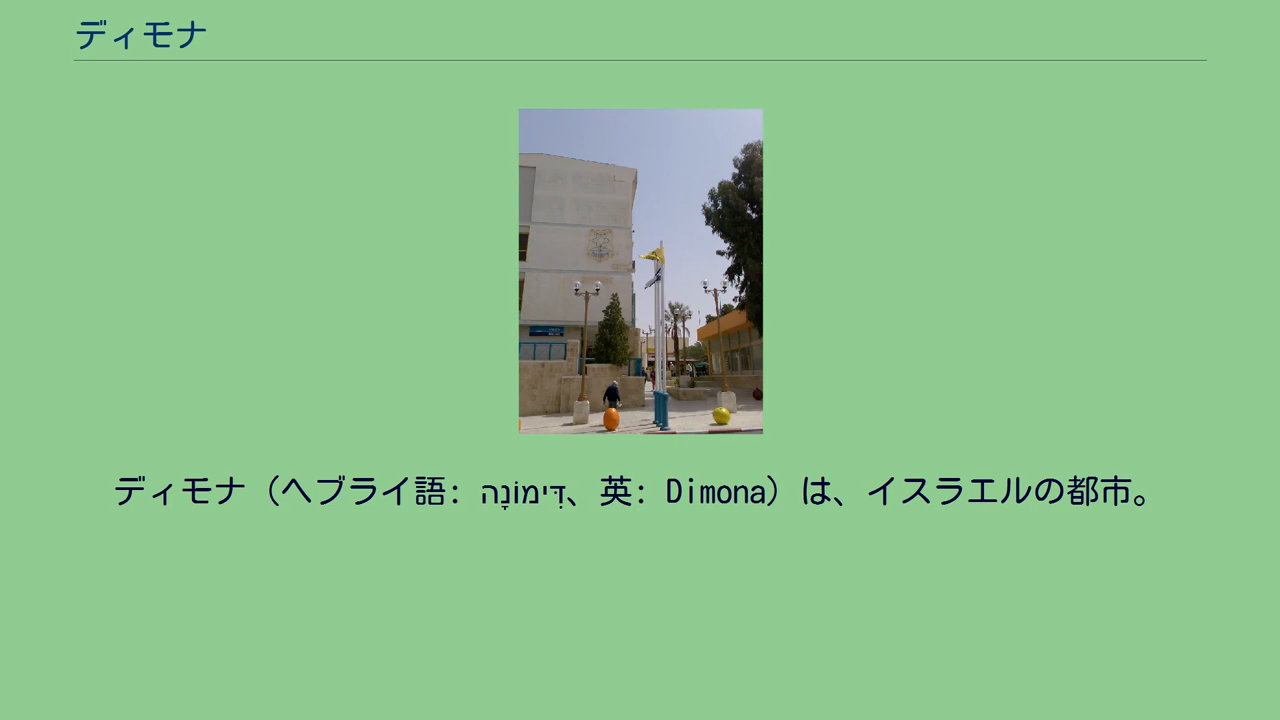 ディモナ
ディモナ（ヘブライ語: דִּימוֹנָה、英: Dimona）は、イスラエルの都市。